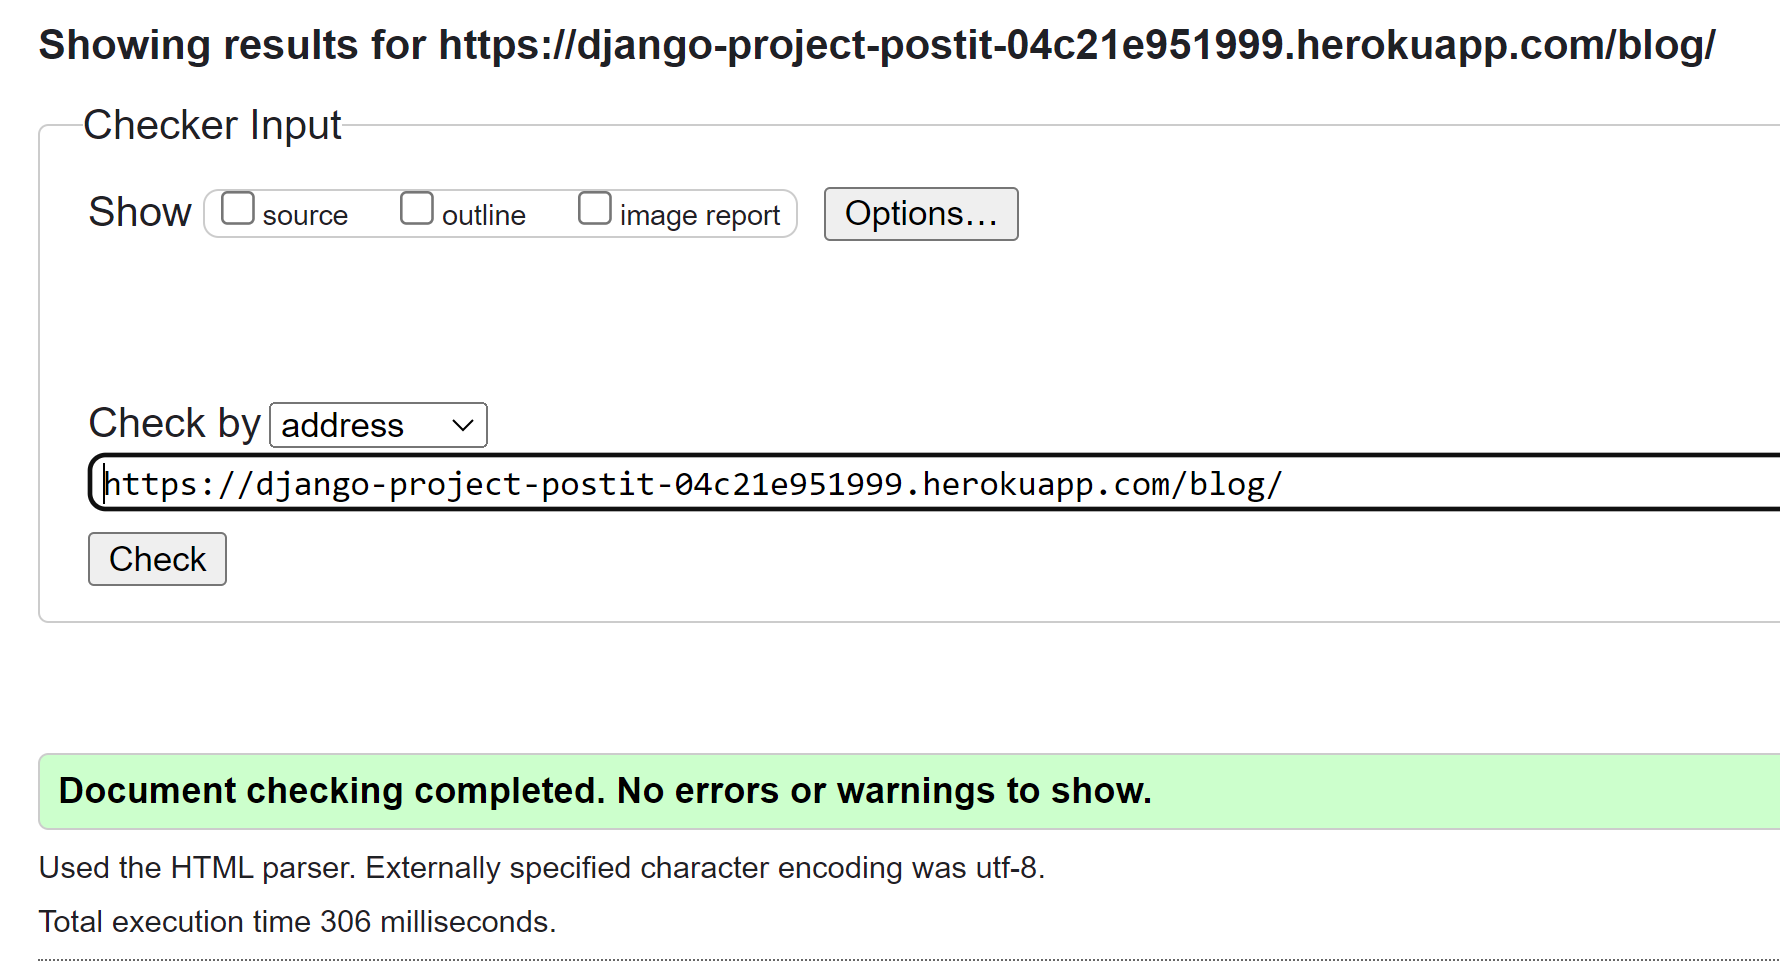 Showing results for https://django-project-postit-04c21e951999.herokuapp.com/blog/
Checker Input
Show source outline image report Options…
Check by address
https://django-project-postit-04c21e951999.herokuapp.com/blog/
Check
Document checking completed. No errors or warnings to show.
Used the HTML parser. Externally specified character encoding was utf-8.
Total execution time 306 milliseconds.